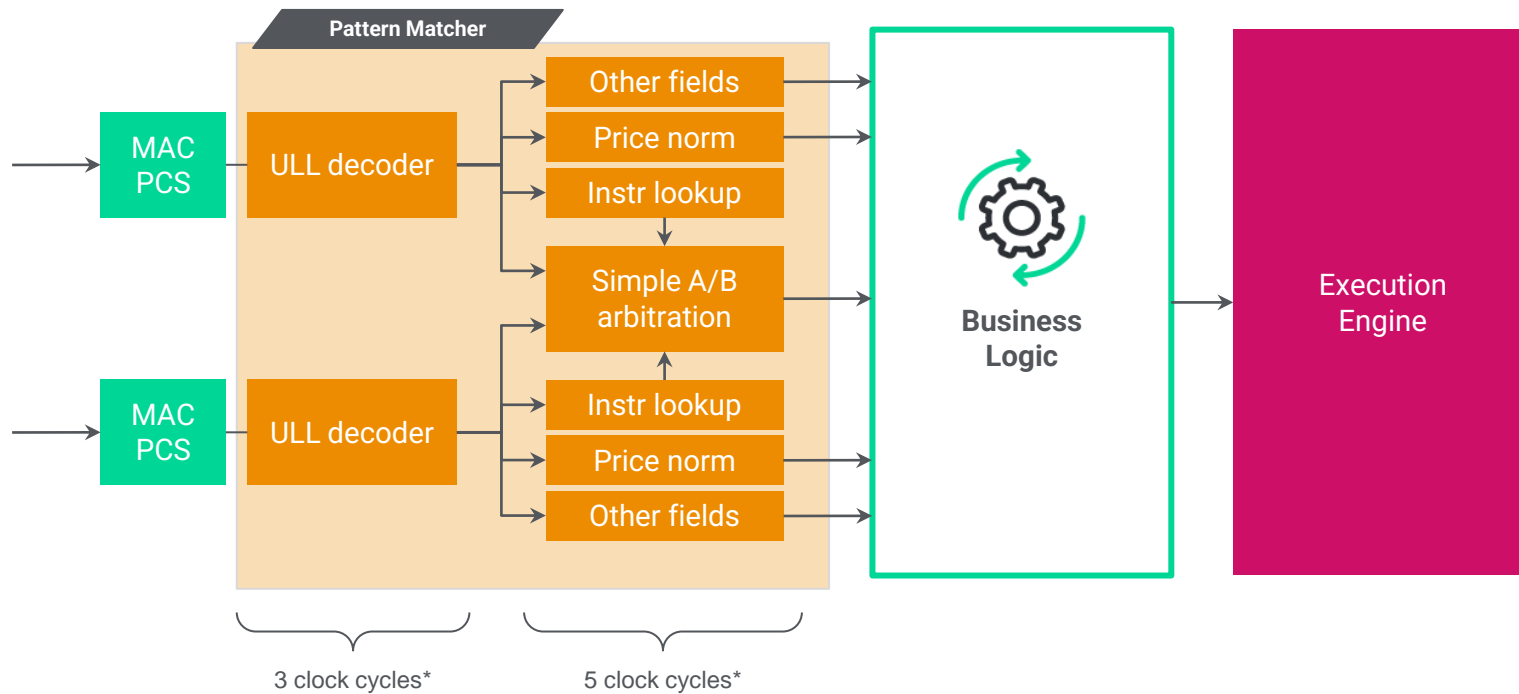 Pattern Matcher
MAC
PCS
ULL decoder
Other fields
Price norm
Instr lookup
Simple A/B
arbitration
MAC
PCS
ULL decoder
Instr lookup
Price norm
Other fields
Business
Logic
Execution
Engine
3 clock cycles*
5 clock cycles*